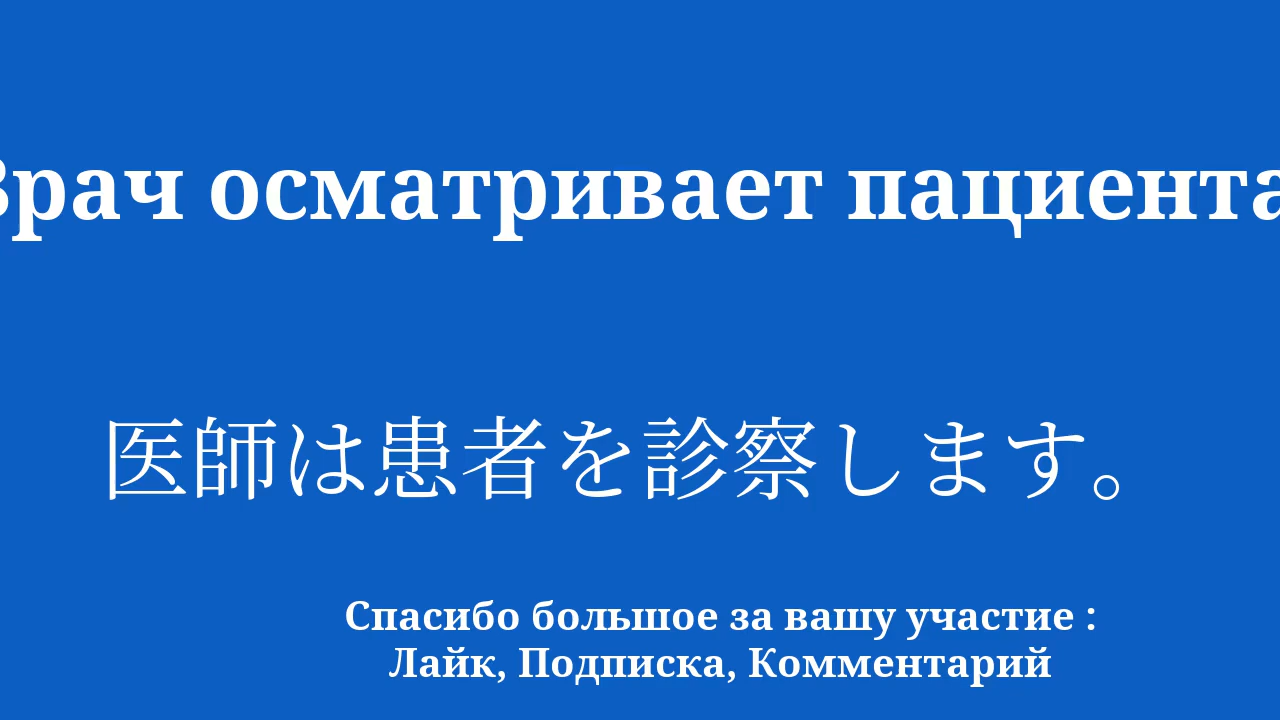 Врач осматривает пациента
医師は患者を診察します。
Спасибо большое за вашу участие :
Лайк, Подписка, Комментарий